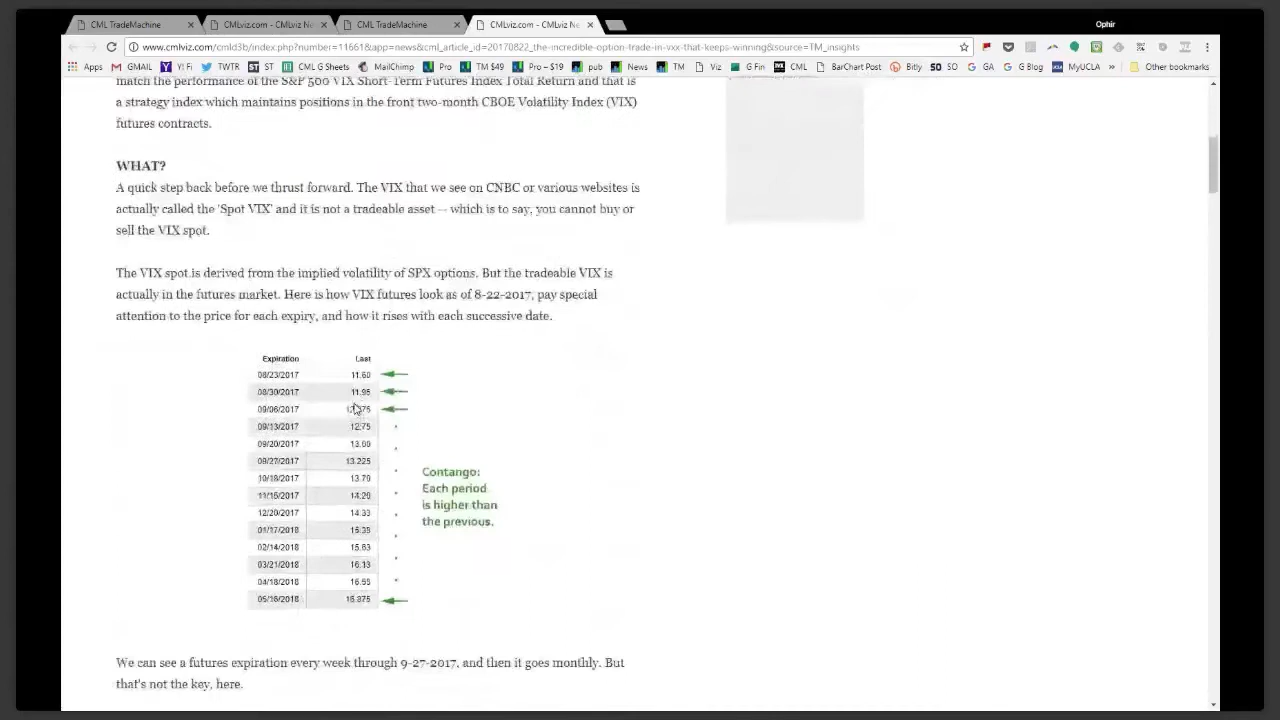 CML TradeMachine
CMLviz.com - CMLviz Ne
CML TradeMachine
CMLviz.com - CMLviz Ne
Ophir
www.cmlviz.com/cmld3b/index.php?number=11661&app=news&cml_article_id=20170822_the-incredible-option-trade-in-vxx-that-keeps-winning&source=TM_insights
Apps GMAIL Y! Fi TWTR ST CML G Sheets MailChimp Pro TM $49 Pro - $19 pub News TM Viz G Fin CML BarChart Post Bitly SO GA G Blog MyUCLA » Other bookmarks
match the performance of the S&P 500 VIX Short-Term Futures Index Total Return and that is
a strategy index which maintains positions in the front two-month CBOE Volatility Index (VIX)
futures contracts.
WHAT?
A quick step back before we thrust forward. The VIX that we see on CNBC or various websites is
actually called the 'Spot VIX' and it is not a tradeable asset -- which is to say, you cannot buy or
sell the VIX spot.
The VIX spot is derived from the implied volatility of SPX options. But the tradeable VIX is
actually in the futures market. Here is how VIX futures look as of 8-22-2017, pay special
attention to the price for each expiry, and how it rises with each successive date.
Expiration Last
08/23/2017 11.60
08/30/2017 11.95
09/06/2017
09/13/2017 12.75
09/20/2017
09/27/2017 13.225
10/18/2017 13.70
11/15/2017 14.20
12/20/2017 14.33
01/17/2018 15.35
02/14/2018 15.63
03/21/2018 16.13
04/18/2018 16.55
05/16/2018 16.875
Contango:
Each period
is higher than
the previous.
We can see a futures expiration every week through 9-27-2017, and then it goes monthly. But
that's not the key, here.